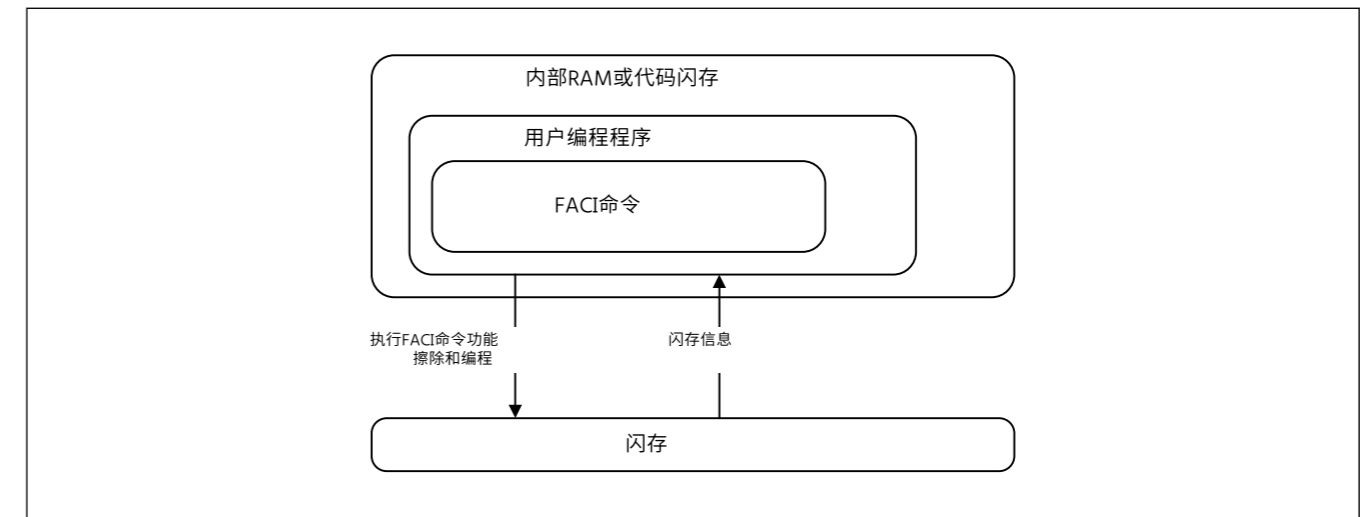 内部RAM或代码闪存
用户编程程序
FACI命令
执行FACI命令功能
擦除和编程
闪存信息
闪存